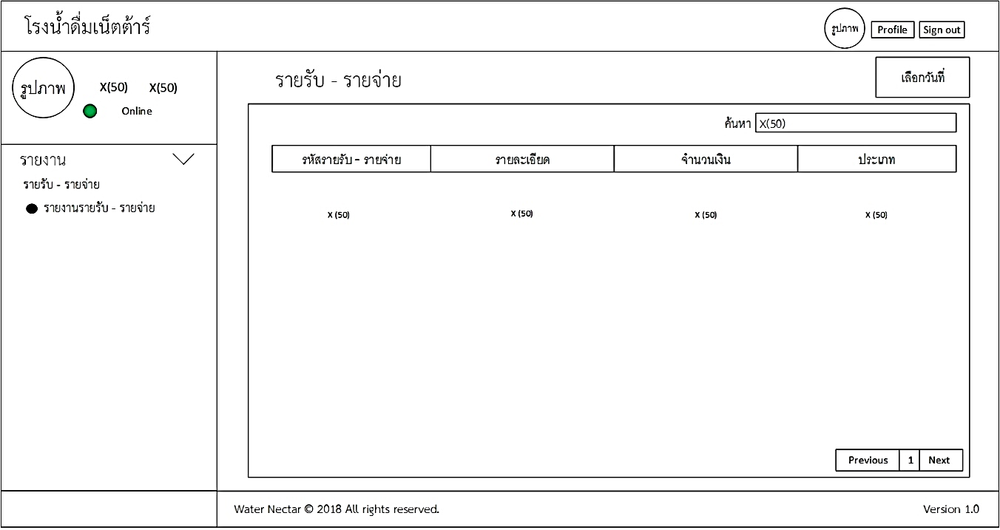 โรงน้ำดื่มเน็ตต้าร์
รูปภาพ Profile Sign out
รูปภาพ X(50) X(50)
Online
รายงาน
รายรับ - รายจ่าย
รายงานรายรับ - รายจ่าย
รายรับ - รายจ่าย
เลือกวันที่
ค้นหา X(50)
รหัสรายรับ - รายจ่าย รายละเอียด จำนวนเงิน ประเภท
X (50) X (50) X (50) X (50)
Previous 1 Next
Water Nectar © 2018 All rights reserved. Version 1.0